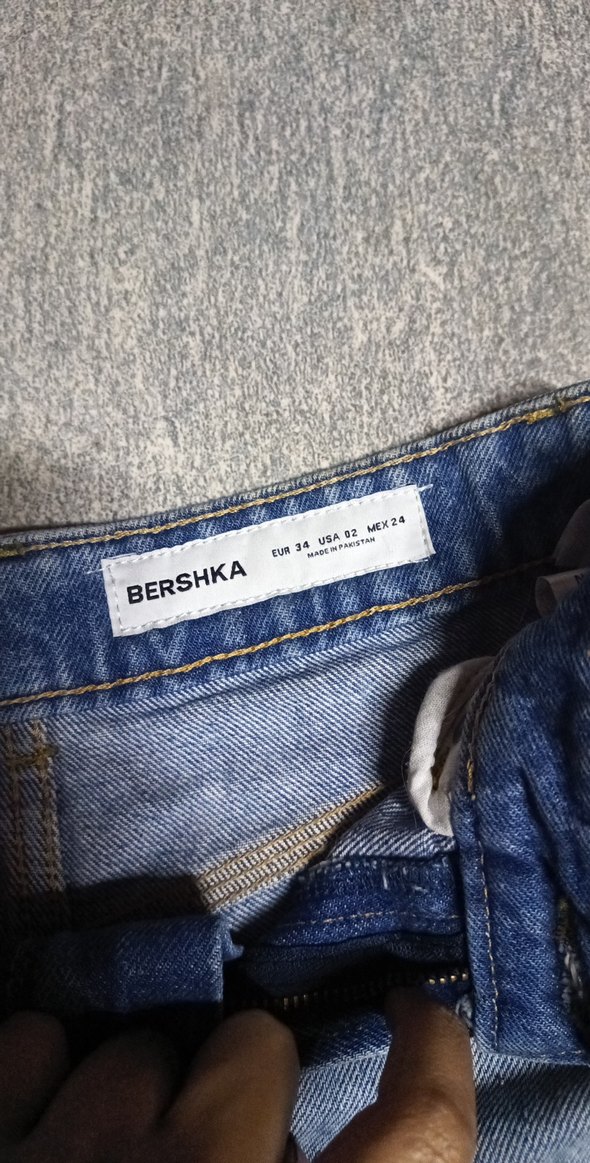 BERSHKA
EUR 34 USA 02 MEX 24
MADE IN PAKISTAN